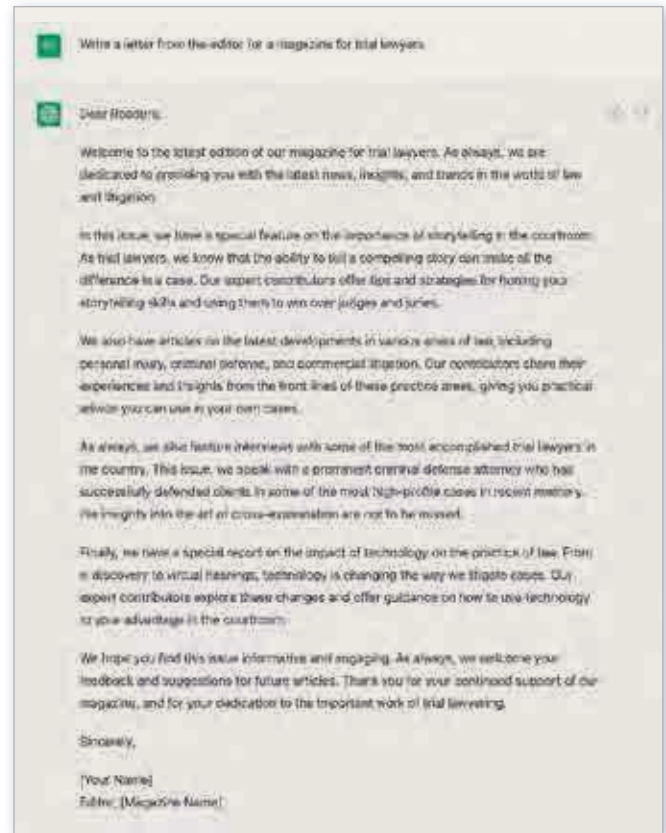 Write a letter from the editor for a magazine for trial lawyers
Dear Readers,
Welcome to the latest edition of our magazine for trial lawyers. As always, we are
dedicated to providing you with the latest news, insights, and trends in the world of law
and litigation.
In this issue, we have a special feature on the importance of storytelling in the courtroom.
As trial lawyers, we know that the ability to tell a compelling story can make all the
difference in a case. Our expert contributors offer tips and strategies for honing your
storytelling skills and using them to win over judges and juries.
We also have articles on the latest developments in various areas of law, including
personal injury, criminal defense, and commercial litigation. Our contributors share their
experiences and insights from the front lines of these practice areas, giving you practical
advice you can use in your own cases.
As always, we also feature interviews with some of the most accomplished trial lawyers in
the country. This issue, we speak with a prominent criminal defense attorney who has
successfully defended clients in some of the most high-profile cases in recent memory.
His insights into the art of cross-examination are not to be missed.
Finally, we have a special report on the impact of technology on the practice of law. From
e-discovery to virtual hearings, technology is changing the way we litigate cases. Our
expert contributors explore these changes and offer guidance on how to use technology
to your advantage in the courtroom.
We hope you find this issue informative and engaging. As always, we welcome your
feedback and suggestions for future articles. Thank you for your continued support of our
magazine, and for your dedication to the important work of trial lawyering.
Sincerely,
[Your Name]
Editor, [Magazine Name]